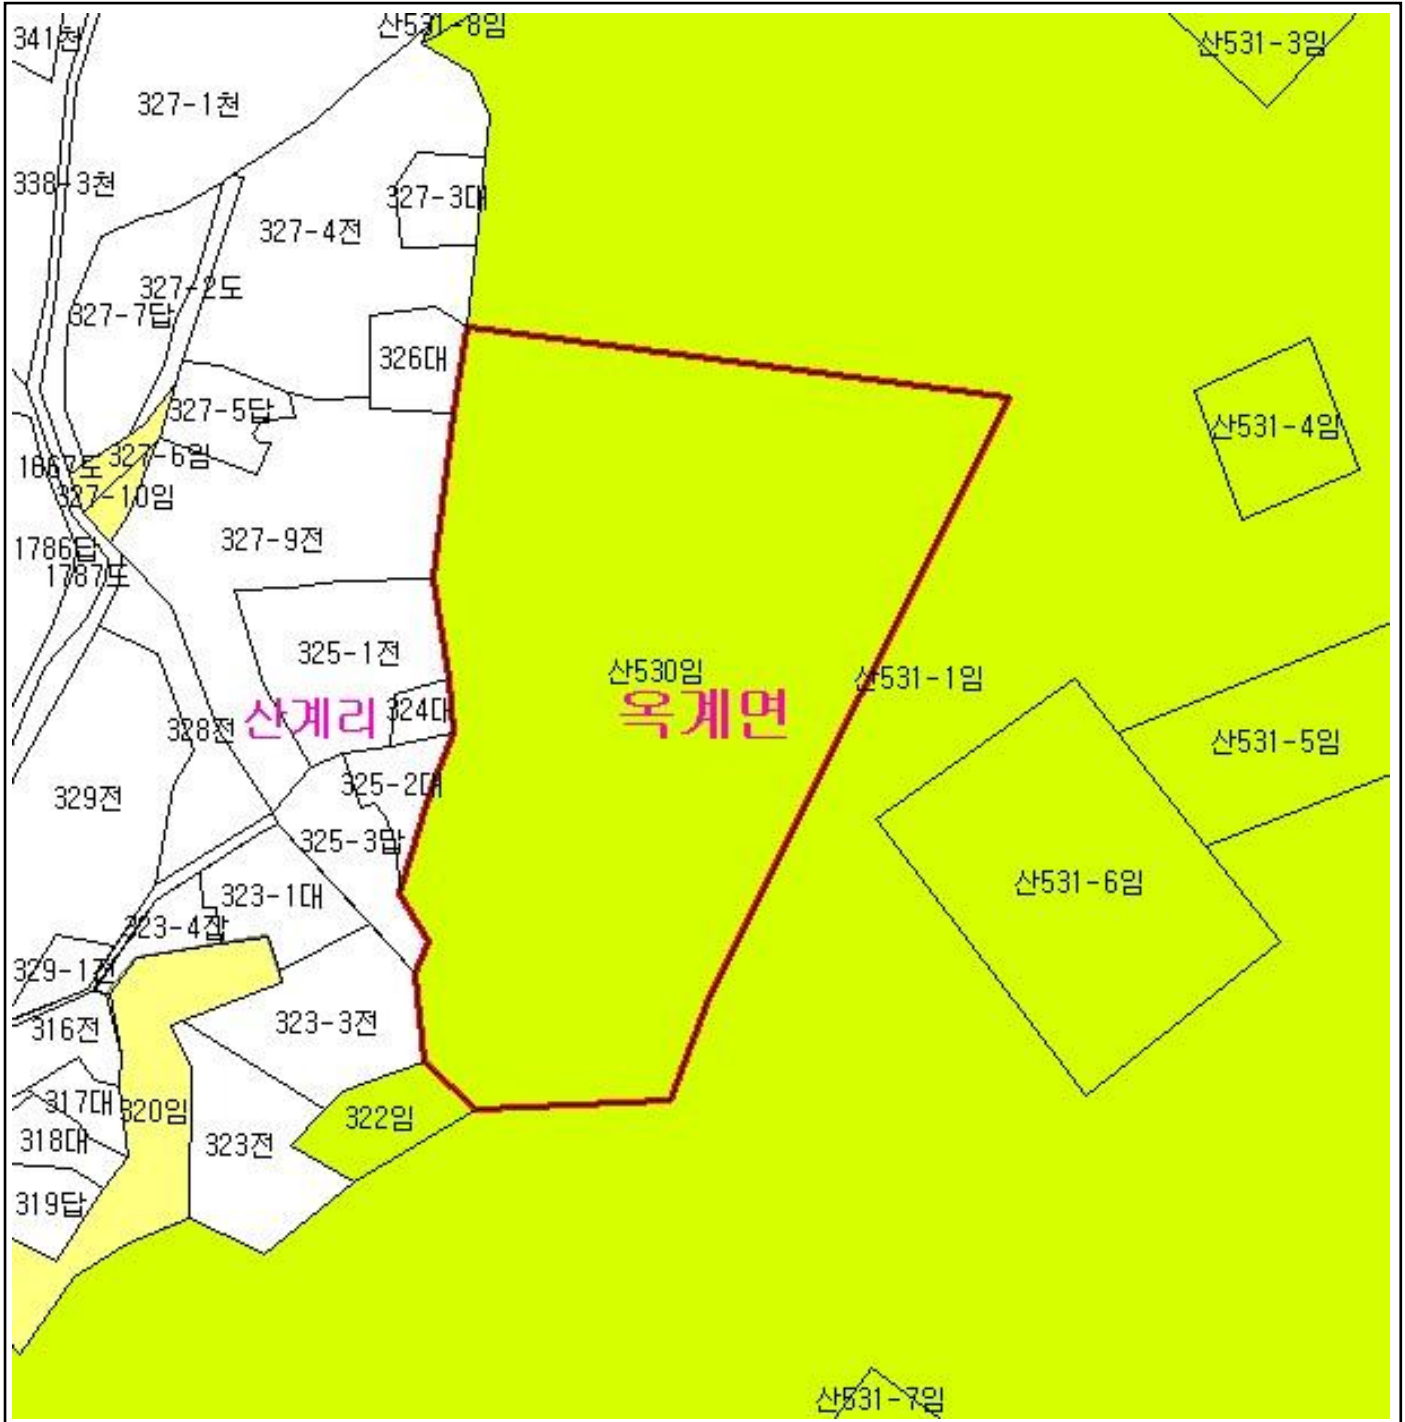 산531-8임
341천
산531-3임
327-1천
338-3천
327-3대
327-4전
327-2도
327-7답
326대
327-5답
산531-4임
327-6임
1867도
327-10임
327-9전
1786답
1787도
325-1전
산530임
산531-1임
324대
산계리
옥계면
328전
산531-5임
325-2대
329전
325-3답
산531-6임
323-1대
323-4잡
329-1전
323-3전
316전
317대
320임
322임
318대
323전
319답
산531-7임